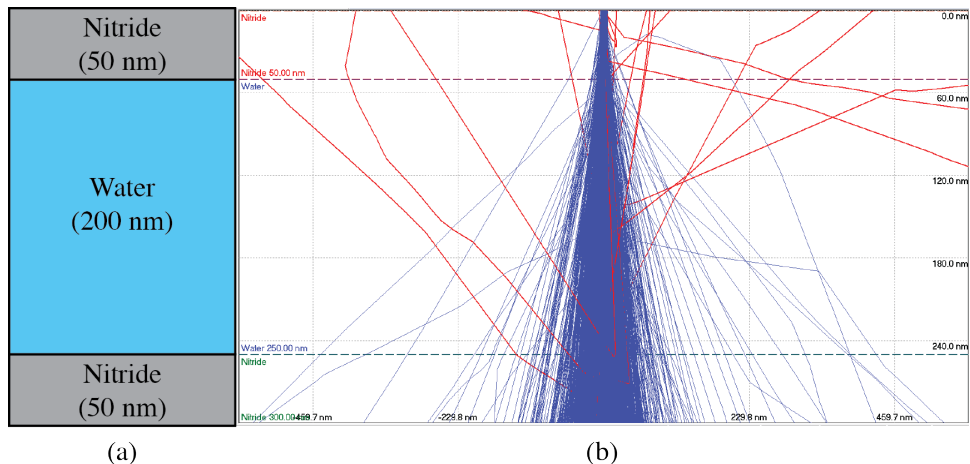 Nitride
(50 nm)
Water
(200 nm)
Nitride
(50 nm)
(a)
Nitride
0.0 nm
Nitride 50.00 nm
Water
60.0 nm
120.0 nm
180.0 nm
240.0 nm
Water 250.00 nm
Nitride
Nitride 300.00
-459.7 nm
-229.8 nm
229.8 nm
459.7 nm
(b)